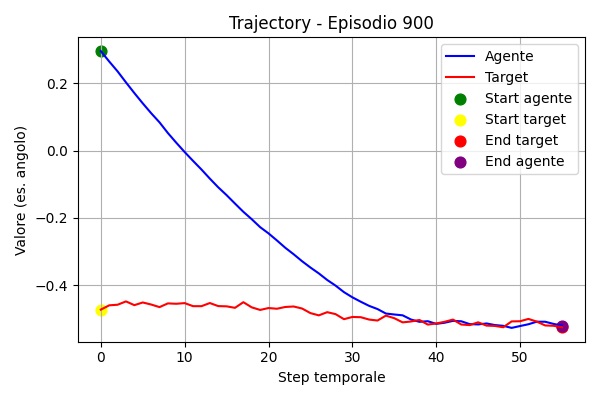 Trajectory - Episodio 900
Valore (es. angolo)
0.2
0.0
−0.2
−0.4
0
10
20
30
40
50
Step temporale
Agente
Target
Start agente
Start target
End target
End agente